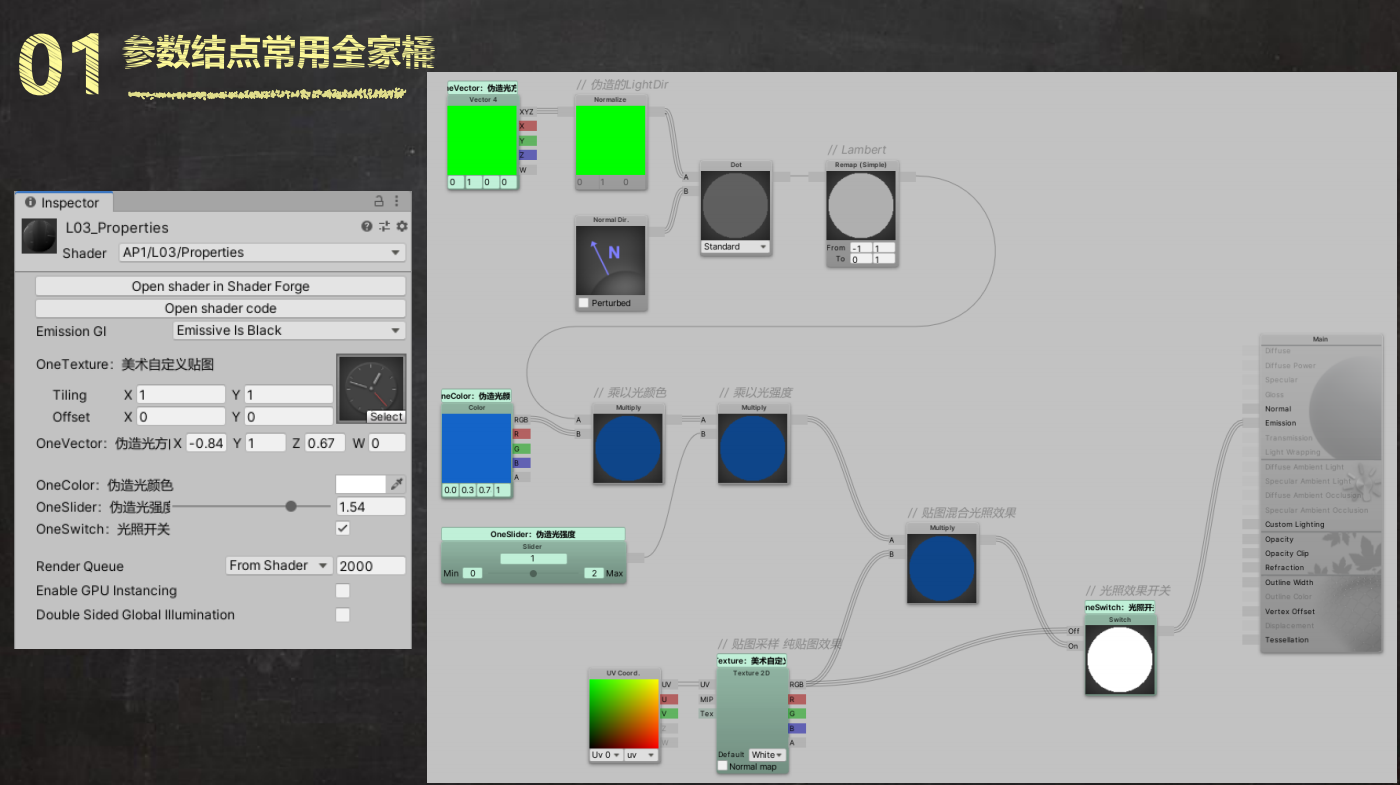 01 参数结点常用全家桶
Inspector
L03_Properties
Shader AP1/L03/Properties
Open shader in Shader Forge
Open shader code
Emission GI Emissive Is Black
OneTexture：美术自定义贴图
Tiling X 1 Y 1
Offset X 0 Y 0
Select
OneVector：伪造光方 X -0.84 Y 1 Z 0.67 W 0
OneColor：伪造光颜色
OneSlider：伪造光强度 1.54
OneSwitch：光照开关
Render Queue From Shader 2000
Enable GPU Instancing
Double Sided Global Illumination
neVector：伪造光方
Vector 4
XYZ
X
Y
Z
W
0 1 0 0
// 伪造的LightDir
Normalize
0 1 0
Normal Dir.
N
Perturbed
Dot
A
B
Standard
// Lambert
Remap (Simple)
From -1 1
To 0 1
neColor：伪造光颜
Color
RGB
R
G
B
A
0.0 0.3 0.7 1
// 乘以光颜色
Multiply
A
B
// 乘以光强度
Multiply
A
B
OneSlider：伪造光强度
Slider
1
Min 0 2 Max
// 贴图混合光照效果
Multiply
A
B
// 贴图采样 纯贴图效果
UV Coord.
UV
U
V
Z
W
Uv 0 uv
Texture：美术自定义
Texture 2D
UV
MIP
Tex
RGB
R
G
B
A
Default White
Normal map
// 光照效果开关
neSwitch：光照开
Switch
Off
On
Main
Diffuse
Diffuse Power
Specular
Gloss
Normal
Emission
Transmission
Light Wrapping
Diffuse Ambient Light
Specular Ambient Light
Diffuse Ambient Occlusion
Specular Ambient Occlusion
Custom Lighting
Opacity
Opacity Clip
Refraction
Outline Width
Outline Color
Vertex Offset
Displacement
Tessellation